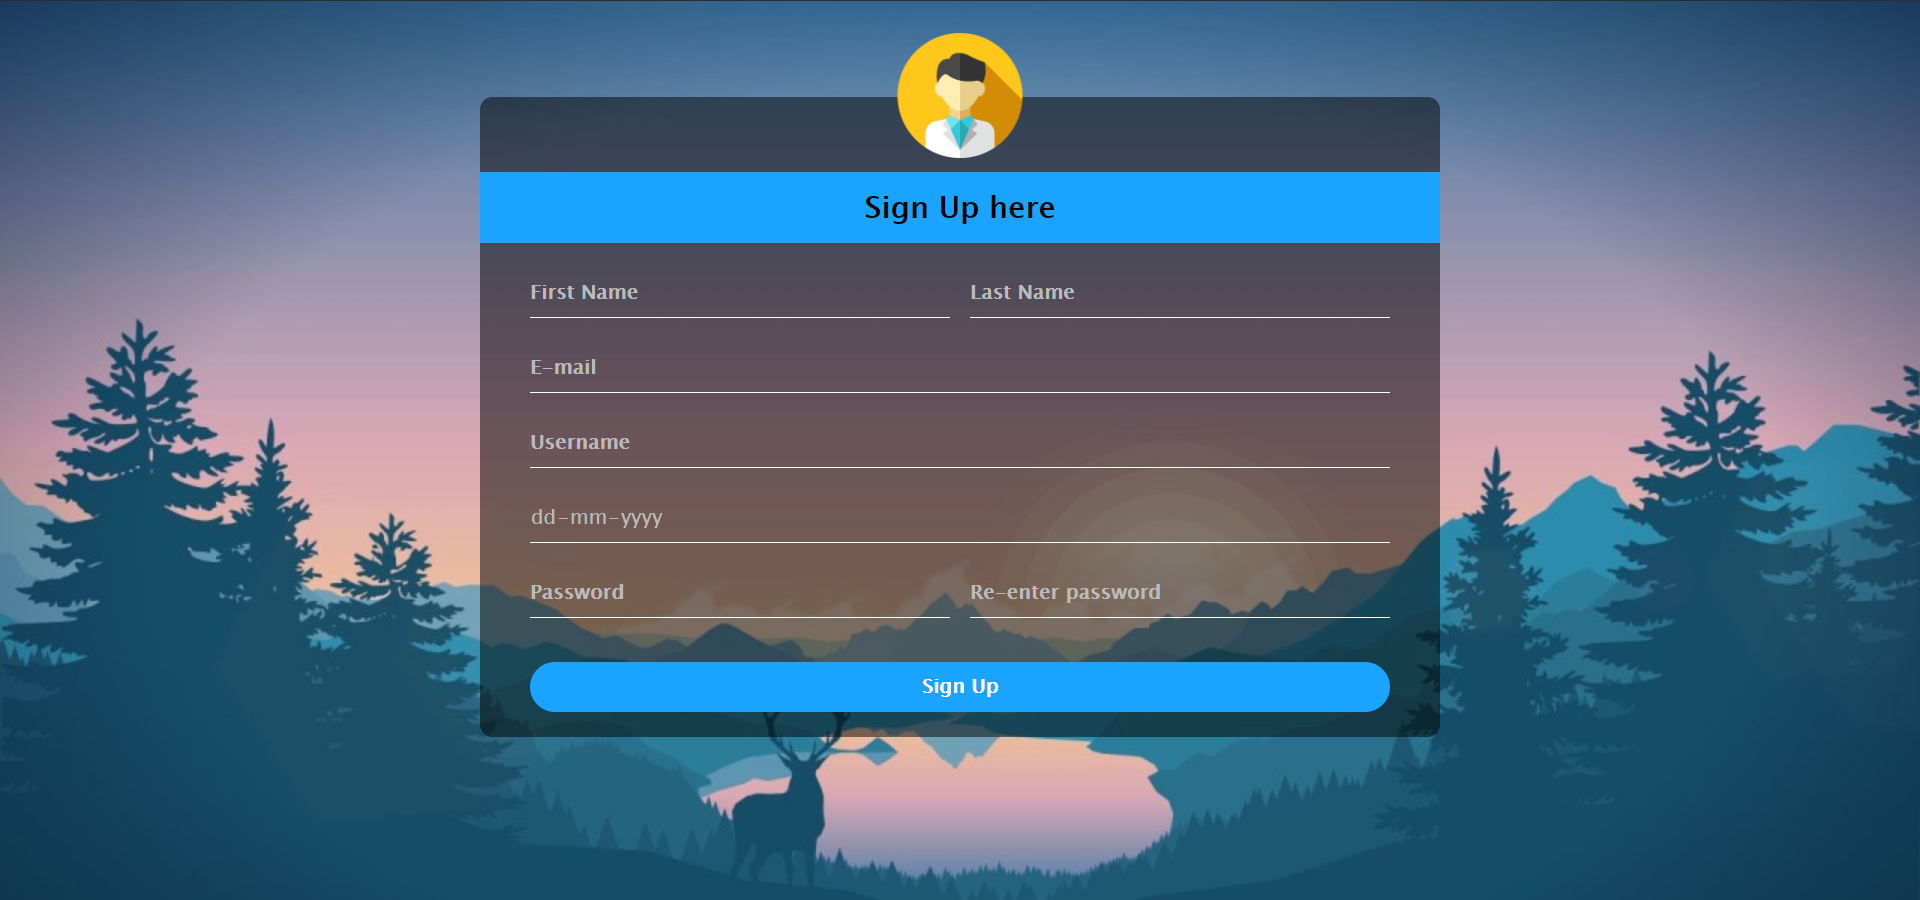 Sign Up here
First Name Last Name
E-mail
Username
dd-mm-yyyy
Password Re-enter password
Sign Up